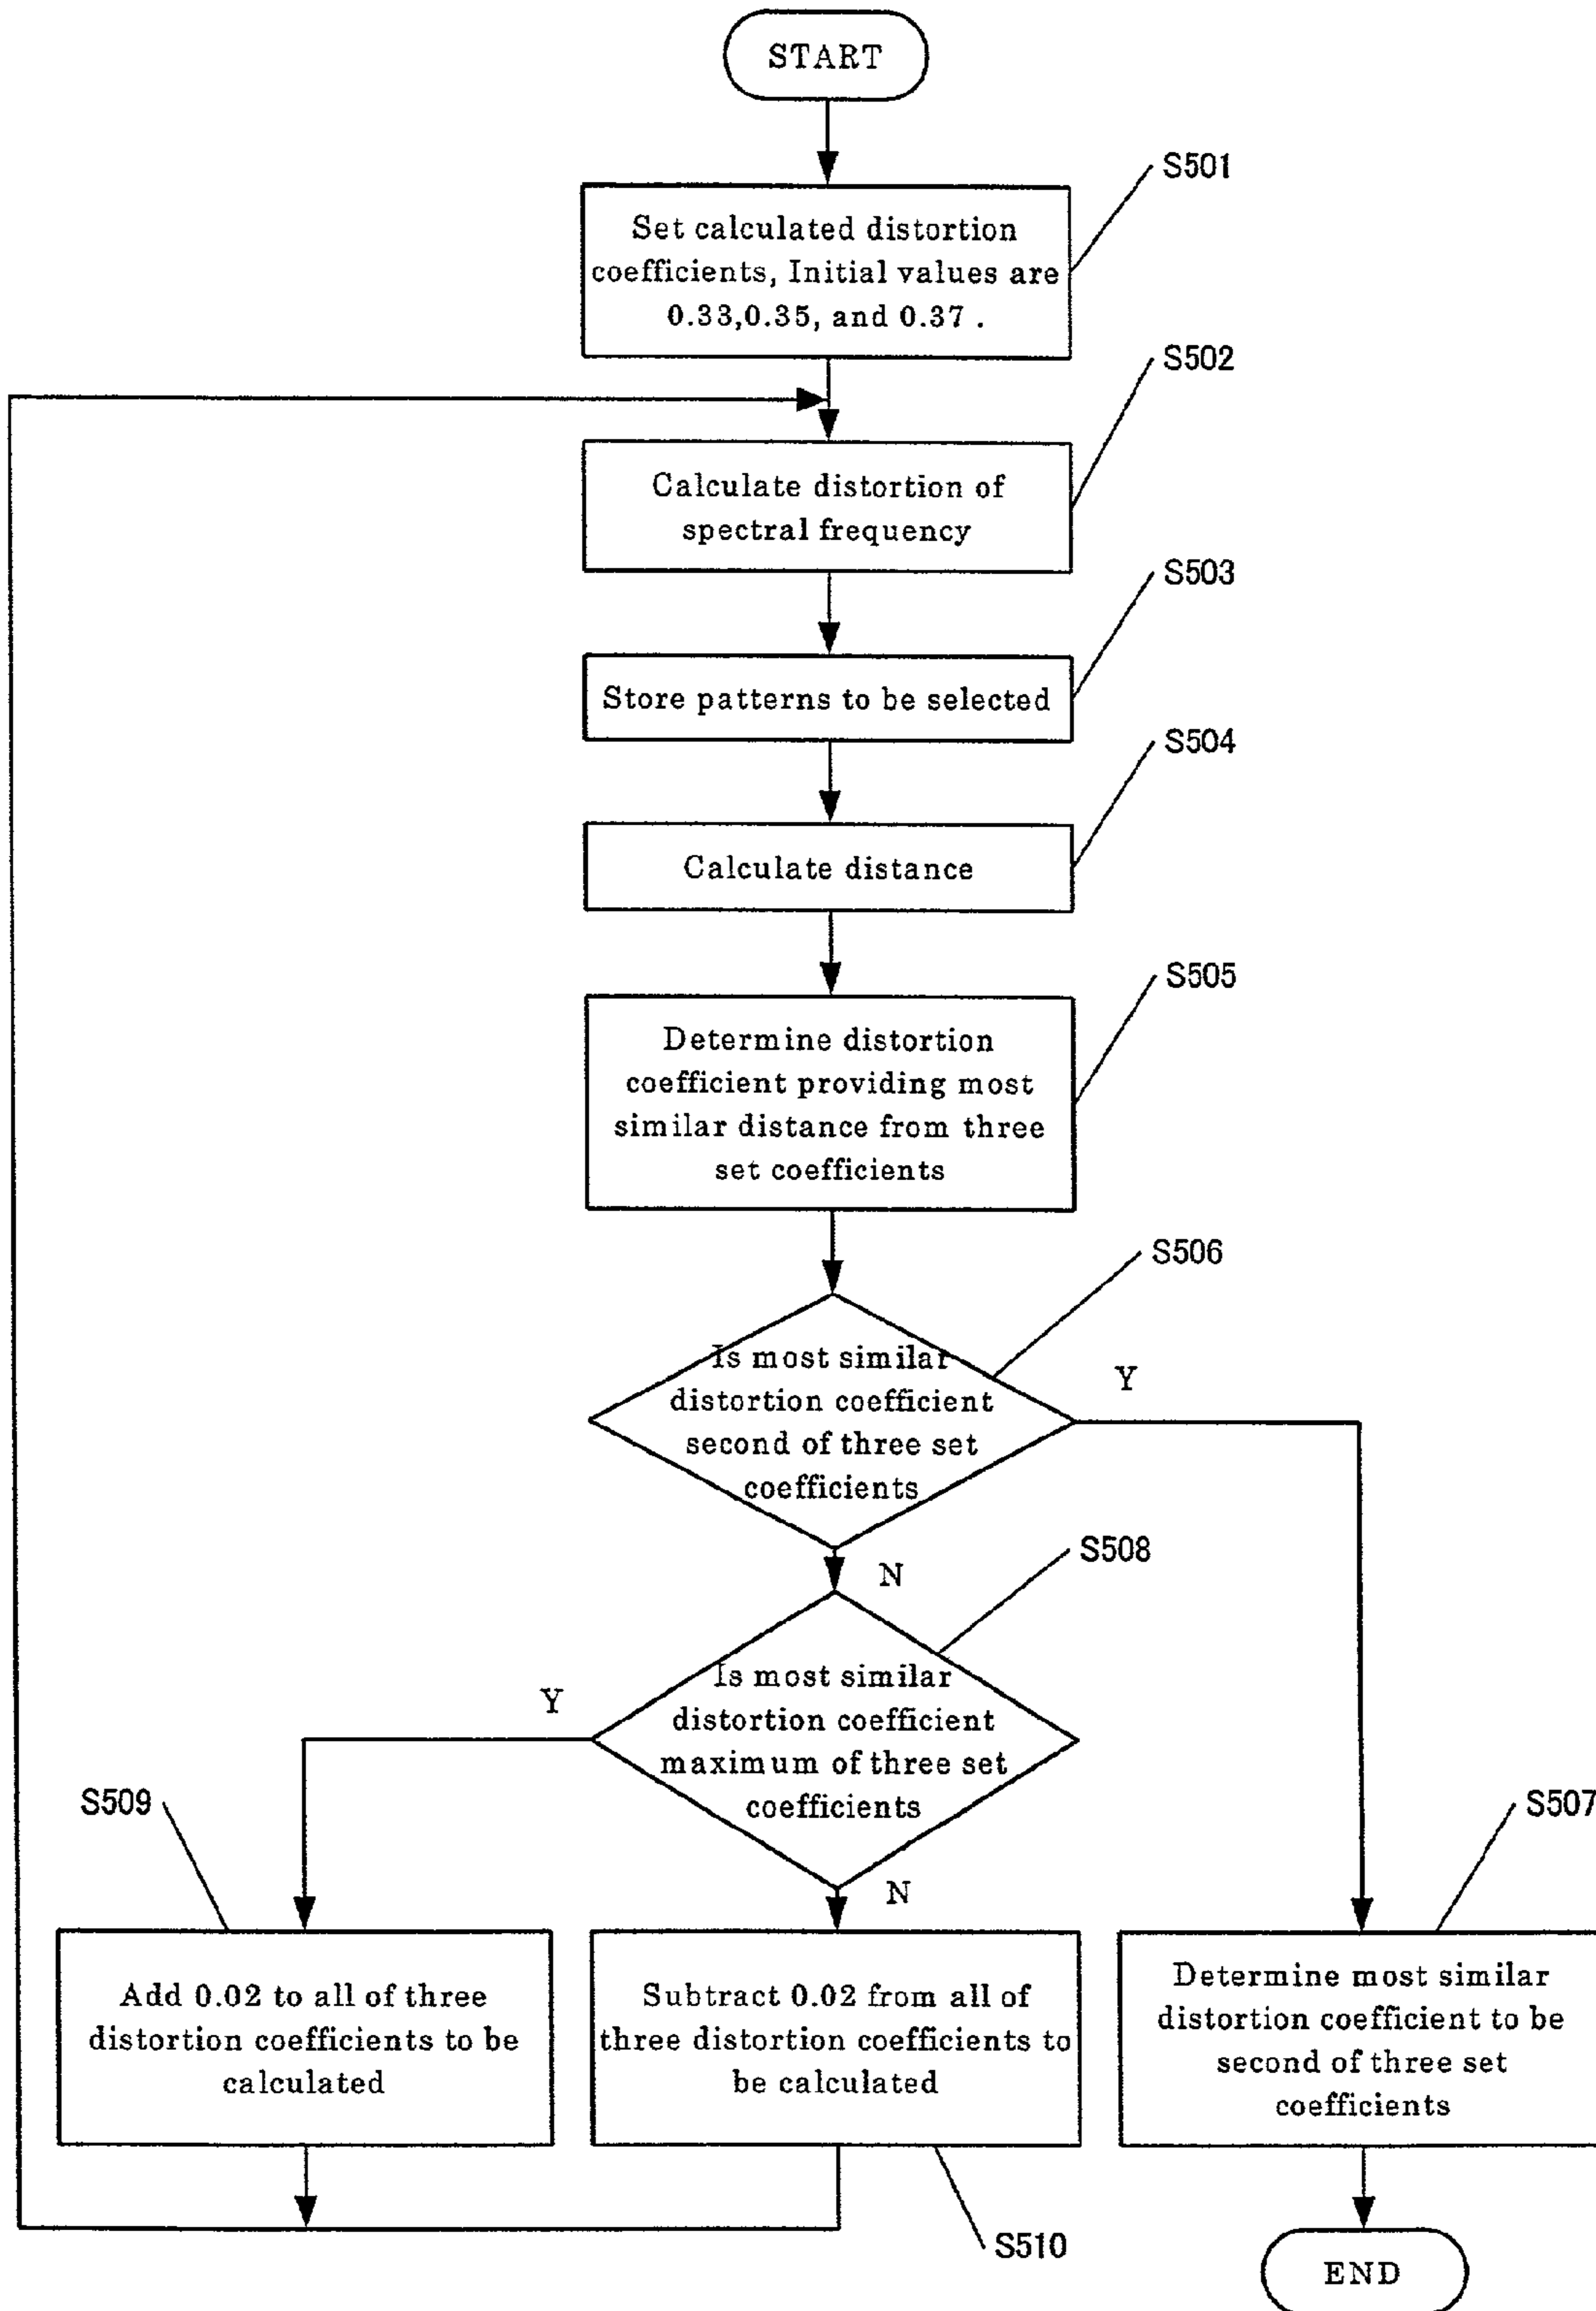 START
S501
Set calculated distortion
coefficients, Initial values are
0.33,0.35, and 0.37 .
S502
Calculate distortion of
spectral frequency
S503
Store patterns to be selected
S504
Calculate distance
S505
Determine distortion
coefficient providing most
similar distance from three
set coefficients
S506
Is most similar
distortion coefficient
second of three set
coefficients
Y
N
S508
Is most similar
distortion coefficient
maximum of three set
coefficients
Y
N
S509
Add 0.02 to all of three
distortion coefficients to be
calculated
Subtract 0.02 from all of
three distortion coefficients to
be calculated
S510
S507
Determine most similar
distortion coefficient to be
second of three set
coefficients
END